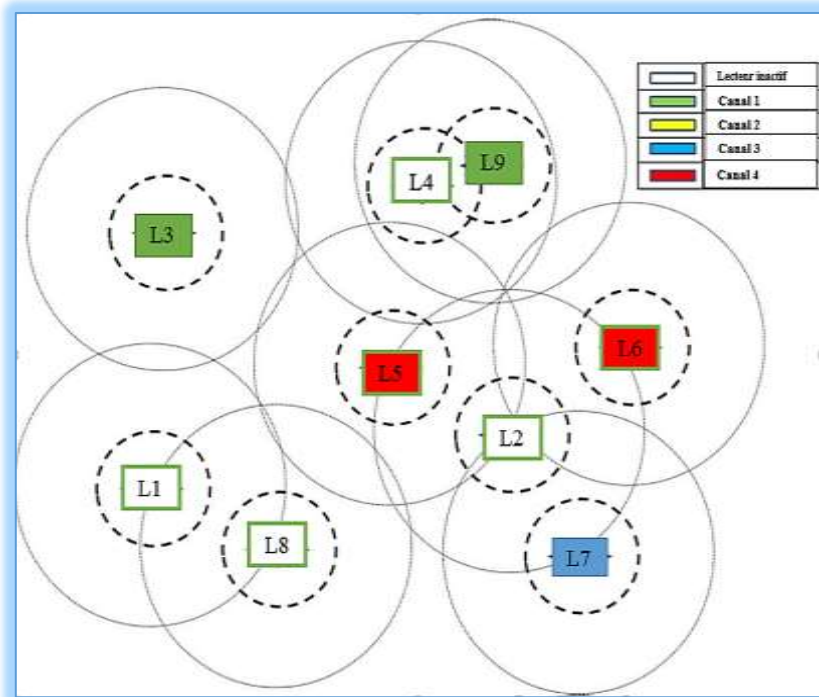 Lecteur inactif
Canal 1
Canal 2
Canal 3
Canal 4
L9
L4
L3
L6
L5
L2
L1
L8
L7